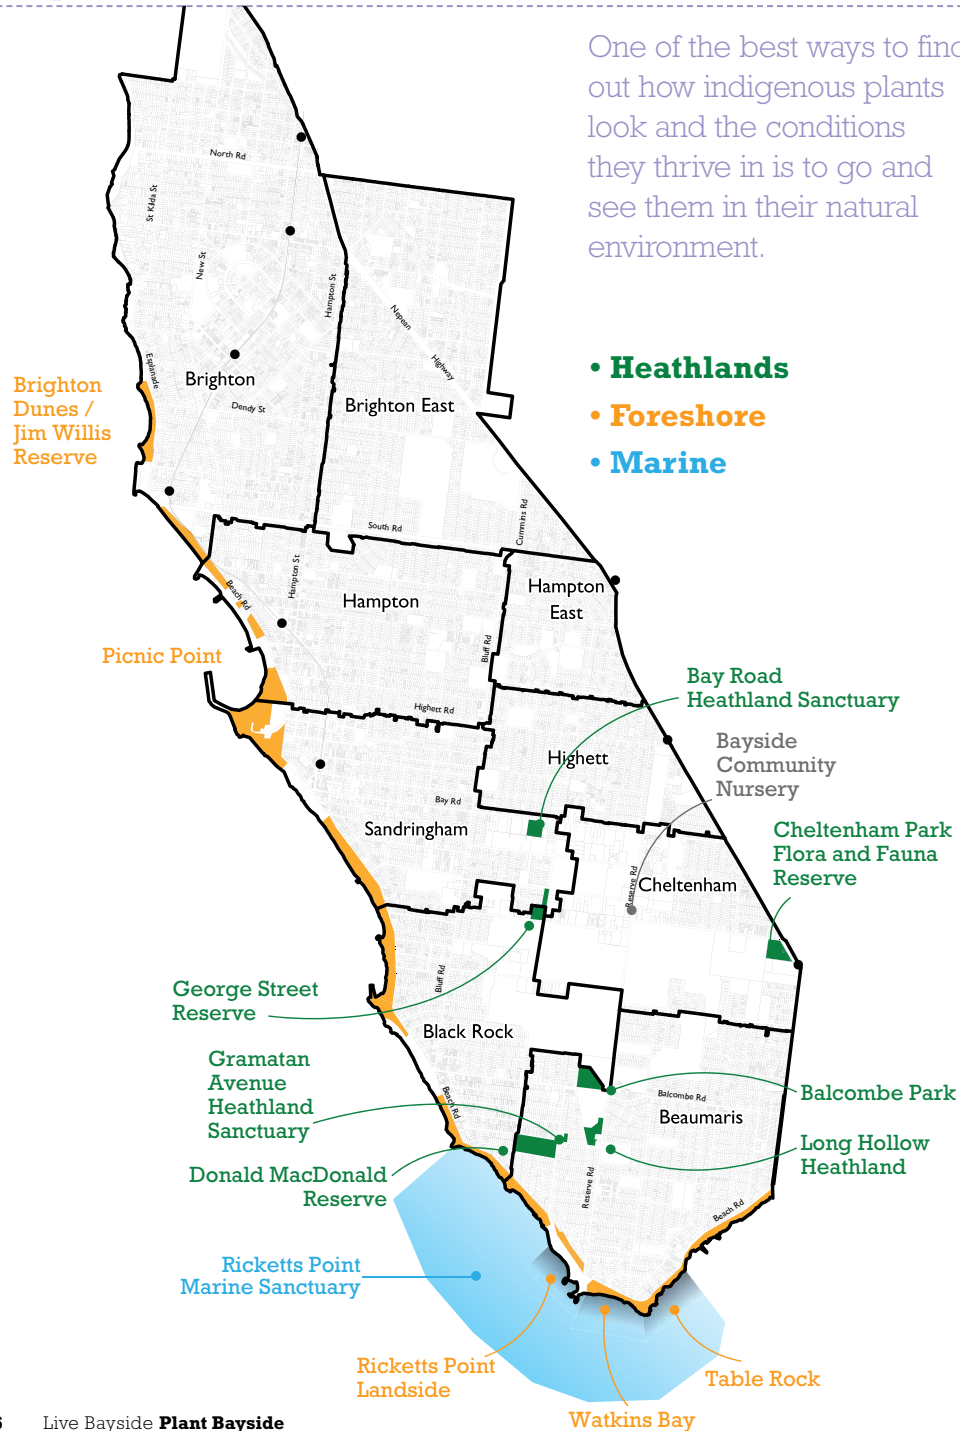 One of the best ways to find
out how indigenous plants
look and the conditions
they thrive in is to go and
see them in their natural
environment.
• Heathlands
• Foreshore
• Marine
North Rd
St Kilda St
New St
Hampton St
Nepean
Highway
Esplanade
Brighton
Dendy St
Brighton East
Brighton
Dunes /
Jim Willis
Reserve
South Rd
Cummins Rd
Hampton St
Beach Rd
Hampton
Hampton
East
Bluff Rd
Picnic Point
Highett Rd
Bay Road
Heathland Sanctuary
Highett
Bayside
Community
Nursery
Bay Rd
Sandringham
Cheltenham Park
Flora and Fauna
Reserve
Reserve Rd
Cheltenham
Bluff Rd
George Street
Reserve
Black Rock
Gramatan
Avenue
Heathland
Sanctuary
Beach Rd
Balcombe Rd
Balcombe Park
Beaumaris
Long Hollow
Heathland
Donald MacDonald
Reserve
Reserve Rd
Beach Rd
Ricketts Point
Marine Sanctuary
Ricketts Point
Landside
Table Rock
Watkins Bay
Live Bayside Plant Bayside